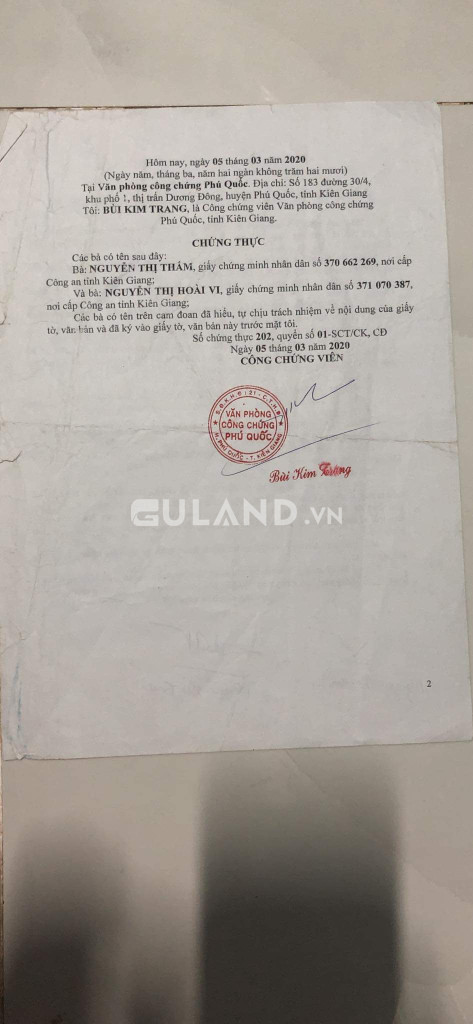 Hôm nay, ngày 05 tháng 03 năm 2020
(Ngày năm, tháng ba, năm hai ngàn không trăm hai mươi)
Tại Văn phòng công chứng Phú Quốc. Địa chỉ: Số 183 đường 30/4,
khu phố 1, thị trấn Dương Đông, huyện Phú Quốc, tỉnh Kiên Giang
Tôi: BÙI KIM TRANG, là Công chứng viên Văn phòng công chứng
Phú Quốc, tỉnh Kiên Giang.
CHỨNG THỰC
Các bà có tên sau đây:
Bà: NGUYỄN THỊ THẮM, giấy chứng minh nhân dân số 370 662 269, nơi cấp
Công an tỉnh Kiên Giang;
Và bà: NGUYỄN THỊ HOÀI VI, giấy chứng minh nhân dân số 371 070 387,
nơi cấp Công an tỉnh Kiên Giang;
Các bà có tên trên cam đoan đã hiểu, tự chịu trách nhiệm về nội dung của giấy
tờ, văn bản và đã ký vào giấy tờ, văn bản này trước mặt tôi.
Số chứng thực 202, quyển số 01-SCT/CK, CĐ
Ngày 05 tháng 03 năm 2020
CÔNG CHỨNG VIÊN
VĂN PHÒNG
CÔNG CHỨNG
PHÚ QUỐC
H. PHÚ QUỐC - T. KIÊN GIANG
Bùi Kim Trang
GULAND.VN
2